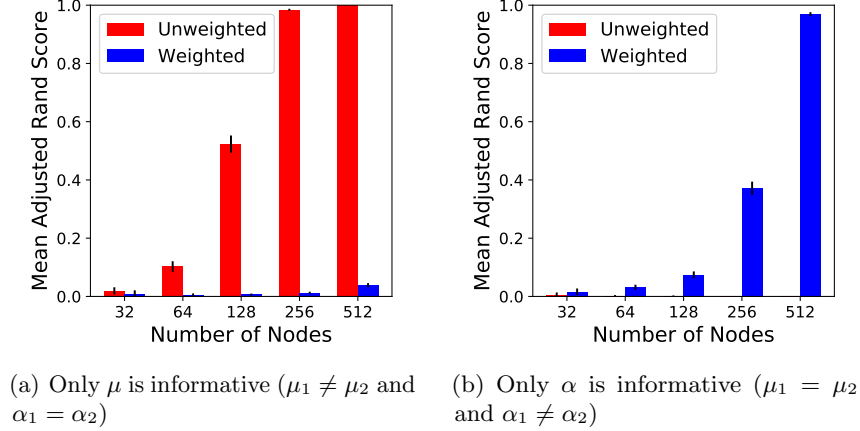 Mean Adjusted Rand Score
1.0
0.8
0.6
0.4
0.2
0.0
Unweighted
Weighted
32 64 128 256 512
Number of Nodes
(a) Only μ is informative (μ₁ ≠ μ₂ and
α₁ = α₂)
Mean Adjusted Rand Score
1.0
0.8
0.6
0.4
0.2
0.0
Unweighted
Weighted
32 64 128 256 512
Number of Nodes
(b) Only α is informative (μ₁ = μ₂
and α₁ ≠ α₂)